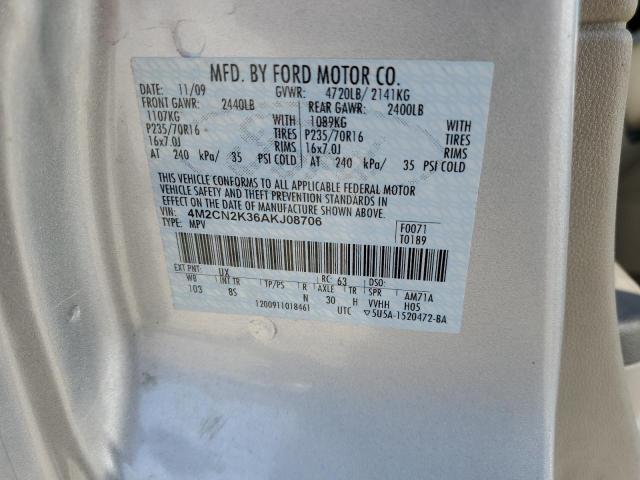 MFD. BY FORD MOTOR CO.
DATE: 11/09 GVWR: 4720LB/ 2141KG
FRONT GAWR: 2440LB REAR GAWR: 2400LB
1107KG WITH 1089KG WITH
P235/70R16 TIRES P235/70R16 TIRES
16x7.0J RIMS 16x7.0J RIMS
AT 240 kPa/ 35 PSI COLD AT 240 kPa/ 35 PSI COLD
THIS VEHICLE CONFORMS TO ALL APPLICABLE FEDERAL MOTOR
VEHICLE SAFETY AND THEFT PREVENTION STANDARDS IN
EFFECT ON THE DATE OF MANUFACTURE SHOWN ABOVE.
VIN: 4M2CN2K36AKJ08706 F0071
TYPE: MPV T0189
EXT PNT: UX RC: 63 DSO:
WB INT TR TP/PS R AXLE TR SPR AM71A
103 BS N 30 H VVHH H05
1200911018461 UTC ▽5U5A-1520472-BA